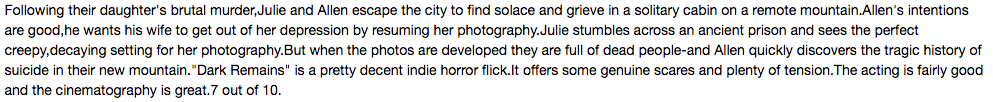 Following their daughter's brutal murder,Julie and Allen escape the city to find solace and grieve in a solitary cabin on a remote mountain.Allen's intentions
are good,he wants his wife to get out of her depression by resuming her photography.Julie stumbles across an ancient prison and sees the perfect
creepy,decaying setting for her photography.But when the photos are developed they are full of dead people-and Allen quickly discovers the tragic history of
suicide in their new mountain."Dark Remains" is a pretty decent indie horror flick.It offers some genuine scares and plenty of tension.The acting is fairly good
and the cinematography is great.7 out of 10.